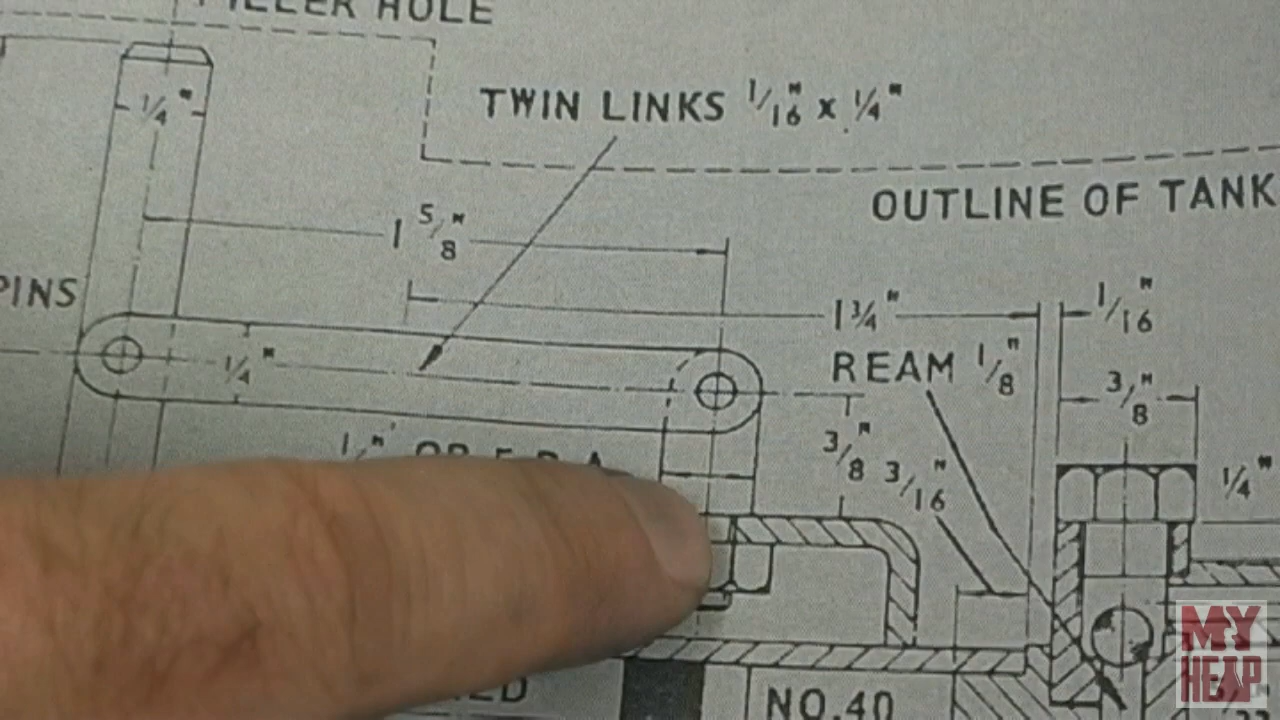 FILLER HOLE
1/4"
TWIN LINKS 1/16" x 1/4"
OUTLINE OF TANK
1 5/8"
PINS
1 3/4"
1/16"
REAM 1/8"
1/4"
3/8"
3/8"
3/16"
1/4"
NO.40
MY
HEAP